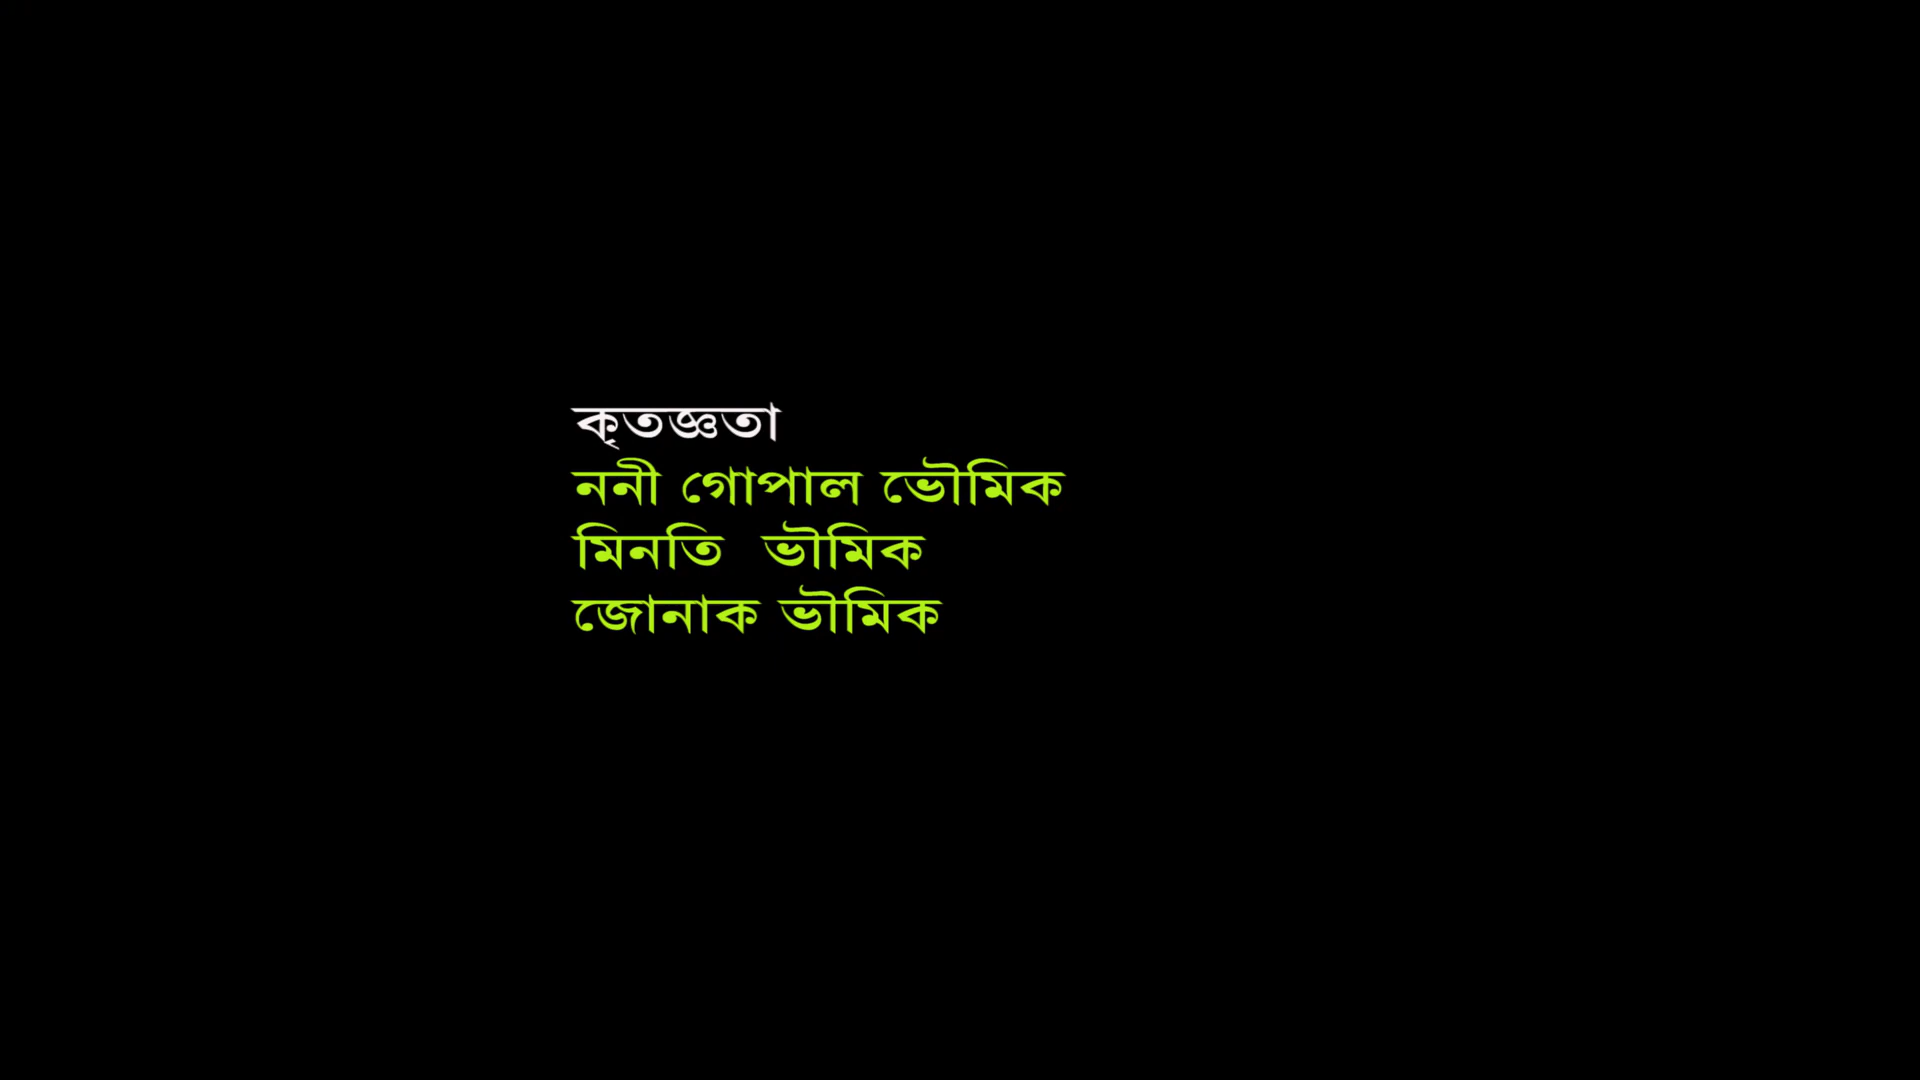 কৃতজ্ঞতা
ননী গোপাল ভৌমিক
মিনতি ভৗমিক
জোনাক ভৗমিক